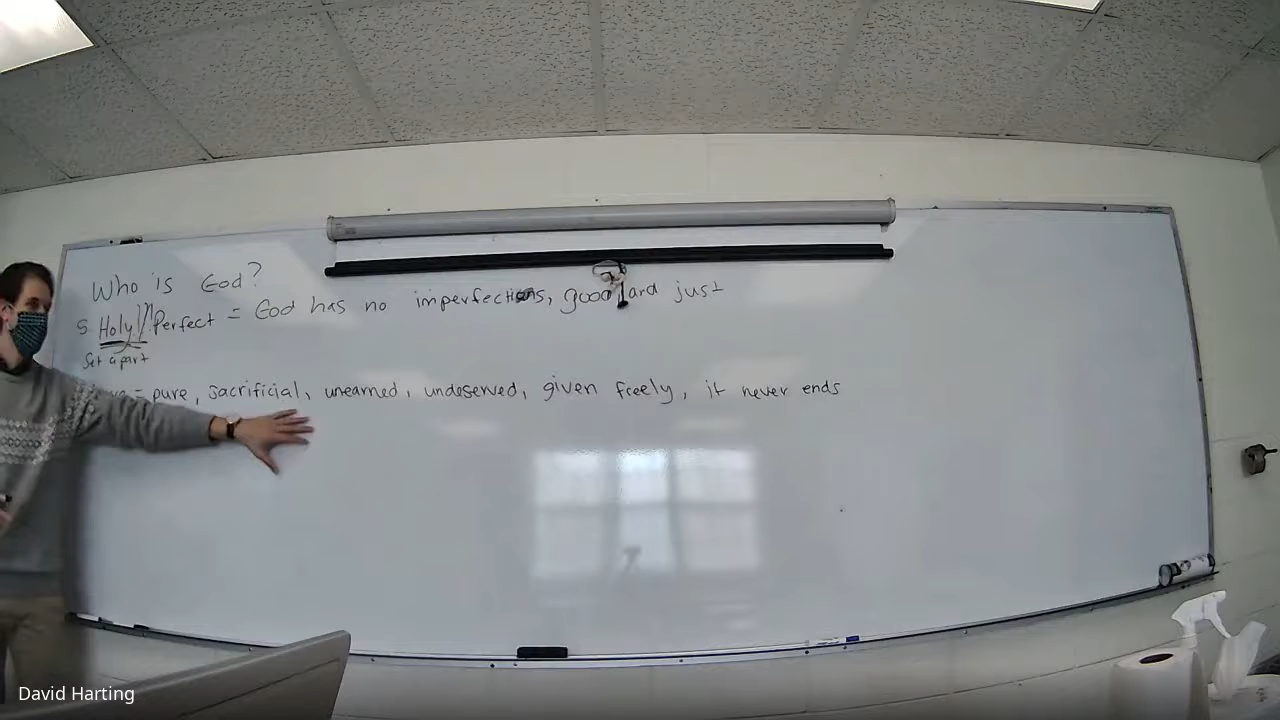 Who is God?
s Holy // Perfect = God has no imperfections, good and just
Set apart
= pure, sacrificial, unearned, undeserved, given freely, it never ends
David Harting